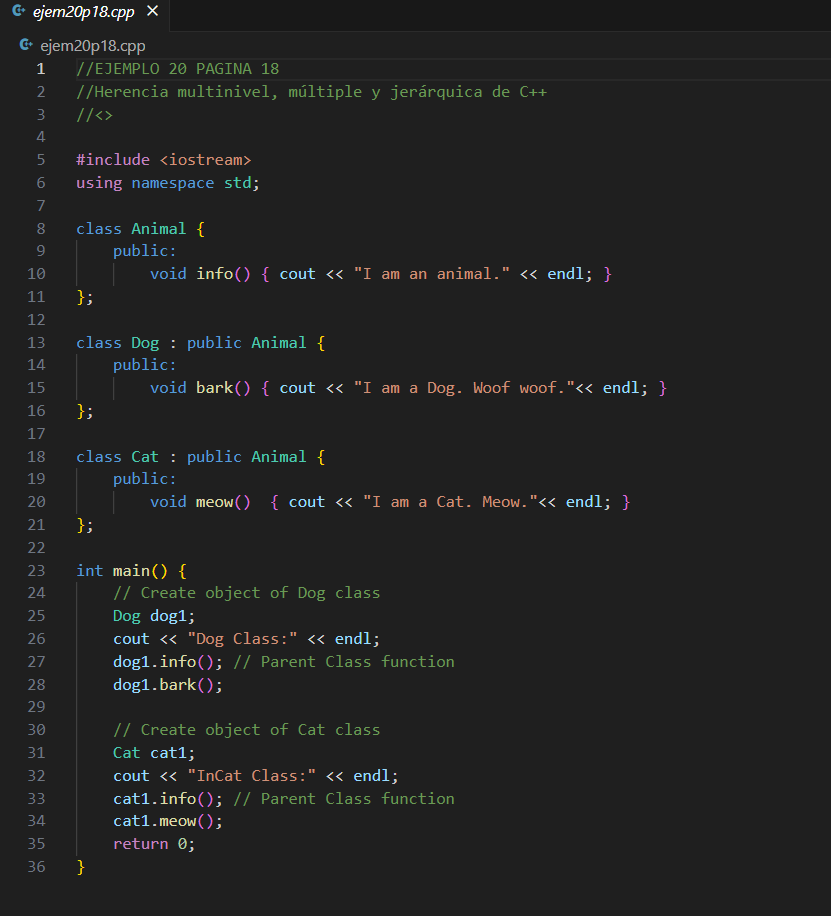 ejem20p18.cpp
ejem20p18.cpp
1 //EJEMPLO 20 PAGINA 18
2 //Herencia multinivel, múltiple y jerárquica de C++
3 //<>
4
5 #include <iostream>
6 using namespace std;
7
8 class Animal {
9     public:
10         void info() { cout << "I am an animal." << endl; }
11 };
12
13 class Dog : public Animal {
14     public:
15         void bark() { cout << "I am a Dog. Woof woof."<< endl; }
16 };
17
18 class Cat : public Animal {
19     public:
20         void meow()  { cout << "I am a Cat. Meow."<< endl; }
21 };
22
23 int main() {
24     // Create object of Dog class
25     Dog dog1;
26     cout << "Dog Class:" << endl;
27     dog1.info(); // Parent Class function
28     dog1.bark();
29
30     // Create object of Cat class
31     Cat cat1;
32     cout << "InCat Class:" << endl;
33     cat1.info(); // Parent Class function
34     cat1.meow();
35     return 0;
36 }